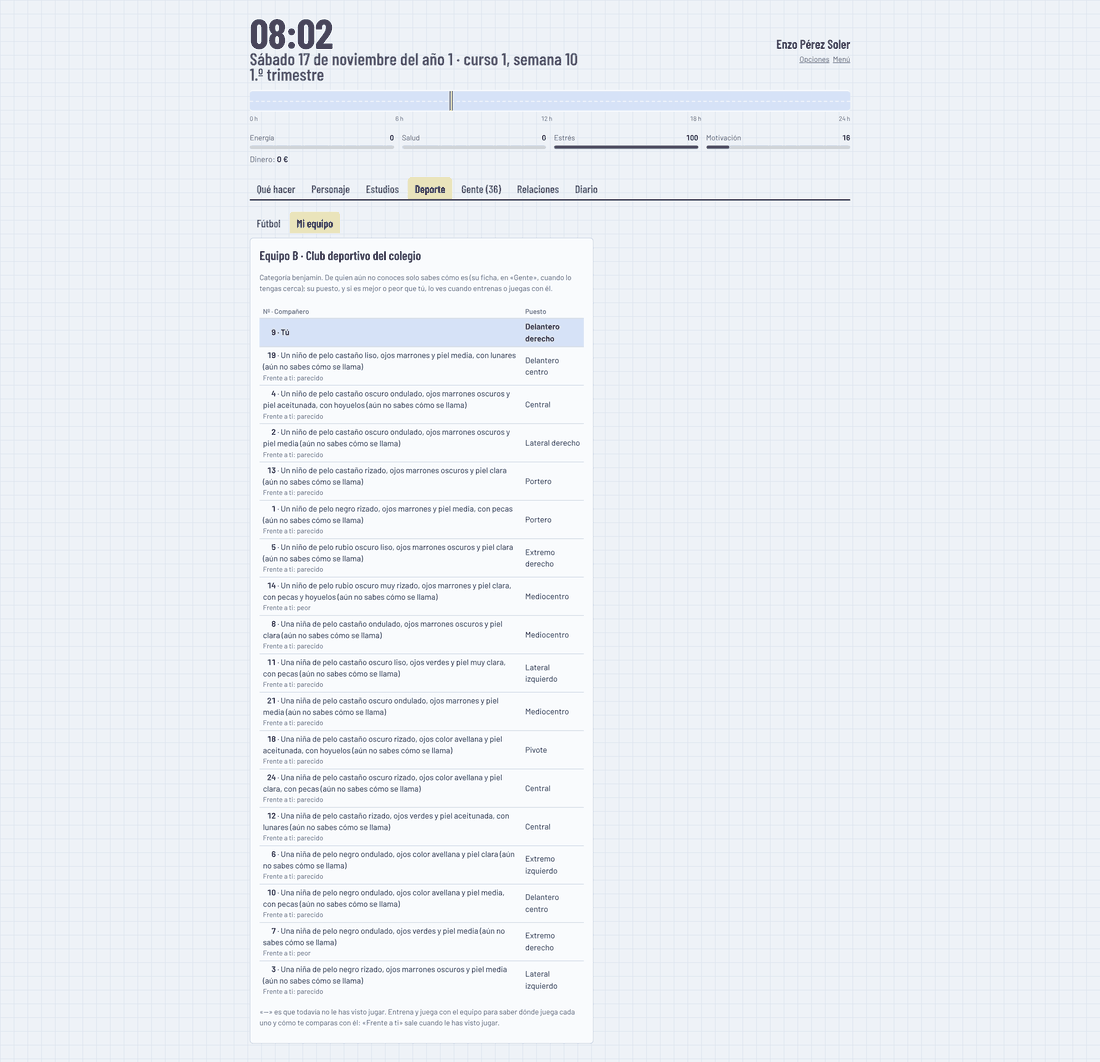 08:02
Sábado 17 de noviembre del año 1 · curso 1, semana 10
1.º trimestre
Enzo Pérez Soler
Opciones Menú
0 h 6 h 12 h 18 h 24 h
Energía 0 Salud 0 Estrés 100 Motivación 16
Dinero: 0 €
Qué hacer Personaje Estudios Deporte Gente (36) Relaciones Diario
Fútbol Mi equipo
Equipo B · Club deportivo del colegio
Categoría benjamín. De quien aún no conoces solo sabes cómo es (su ficha, en «Gente», cuando lo
tengas cerca); su puesto, y si es mejor o peor que tú, lo ves cuando entrenas o juegas con él.
Nº · Compañero Puesto
9 · Tú Delantero
derecho
19 · Un niño de pelo castaño liso, ojos marrones y piel media, con lunares
(aún no sabes cómo se llama)
Frente a ti: parecido
Delantero
centro
4 · Un niño de pelo castaño oscuro ondulado, ojos marrones oscuros y
piel aceitunada, con hoyuelos (aún no sabes cómo se llama)
Frente a ti: parecido
Central
2 · Un niño de pelo castaño oscuro ondulado, ojos marrones oscuros y
piel media (aún no sabes cómo se llama)
Frente a ti: parecido
Lateral derecho
13 · Un niño de pelo castaño rizado, ojos marrones oscuros y piel clara
(aún no sabes cómo se llama)
Frente a ti: parecido
Portero
1 · Un niño de pelo negro rizado, ojos marrones y piel media, con pecas
(aún no sabes cómo se llama)
Frente a ti: parecido
Portero
5 · Un niño de pelo rubio oscuro liso, ojos marrones oscuros y piel clara
(aún no sabes cómo se llama)
Frente a ti: parecido
Extremo
derecho
14 · Un niño de pelo rubio oscuro muy rizado, ojos marrones y piel clara,
con pecas y hoyuelos (aún no sabes cómo se llama)
Frente a ti: peor
Mediocentro
8 · Una niña de pelo castaño ondulado, ojos marrones oscuros y piel
clara (aún no sabes cómo se llama)
Frente a ti: parecido
Mediocentro
11 · Una niña de pelo castaño oscuro liso, ojos verdes y piel muy clara,
con pecas (aún no sabes cómo se llama)
Frente a ti: parecido
Lateral
izquierdo
21 · Una niña de pelo castaño oscuro ondulado, ojos marrones y piel
media (aún no sabes cómo se llama)
Frente a ti: parecido
Mediocentro
18 · Una niña de pelo castaño oscuro rizado, ojos color avellana y piel
aceitunada, con hoyuelos (aún no sabes cómo se llama)
Frente a ti: parecido
Pivote
24 · Una niña de pelo castaño oscuro rizado, ojos color avellana y piel
clara, con pecas (aún no sabes cómo se llama)
Frente a ti: parecido
Central
12 · Una niña de pelo castaño rizado, ojos verdes y piel aceitunada, con
lunares (aún no sabes cómo se llama)
Frente a ti: parecido
Central
6 · Una niña de pelo negro ondulado, ojos color avellana y piel clara (aún
no sabes cómo se llama)
Frente a ti: parecido
Extremo
izquierdo
10 · Una niña de pelo negro ondulado, ojos color avellana y piel media,
con pecas (aún no sabes cómo se llama)
Frente a ti: parecido
Delantero
centro
7 · Una niña de pelo negro ondulado, ojos verdes y piel media (aún no
sabes cómo se llama)
Frente a ti: peor
Extremo
derecho
3 · Una niña de pelo negro rizado, ojos marrones oscuros y piel media
(aún no sabes cómo se llama)
Frente a ti: parecido
Lateral
izquierdo
«—» es que todavía no le has visto jugar. Entrena y juega con el equipo para saber dónde juega cada
uno y cómo te comparas con él: «Frente a ti» sale cuando le has visto jugar.